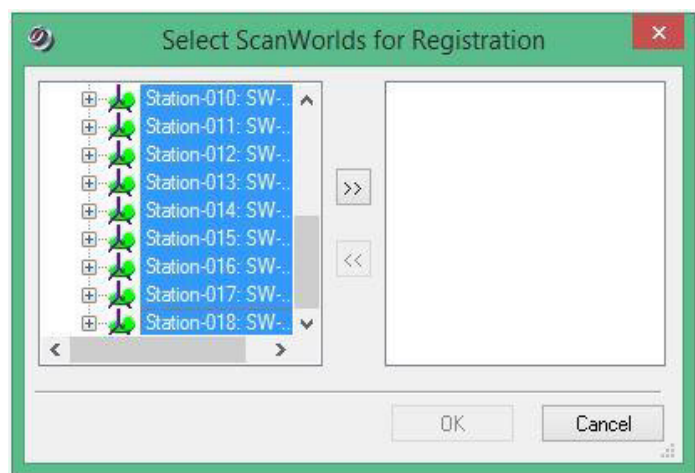 Select ScanWorlds for Registration
Station-010: SW-...
Station-011: SW-...
Station-012: SW-...
Station-013: SW-...
Station-014: SW-...
Station-015: SW-...
Station-016: SW-...
Station-017: SW-...
Station-018: SW-...
>>
<<
OK
Cancel